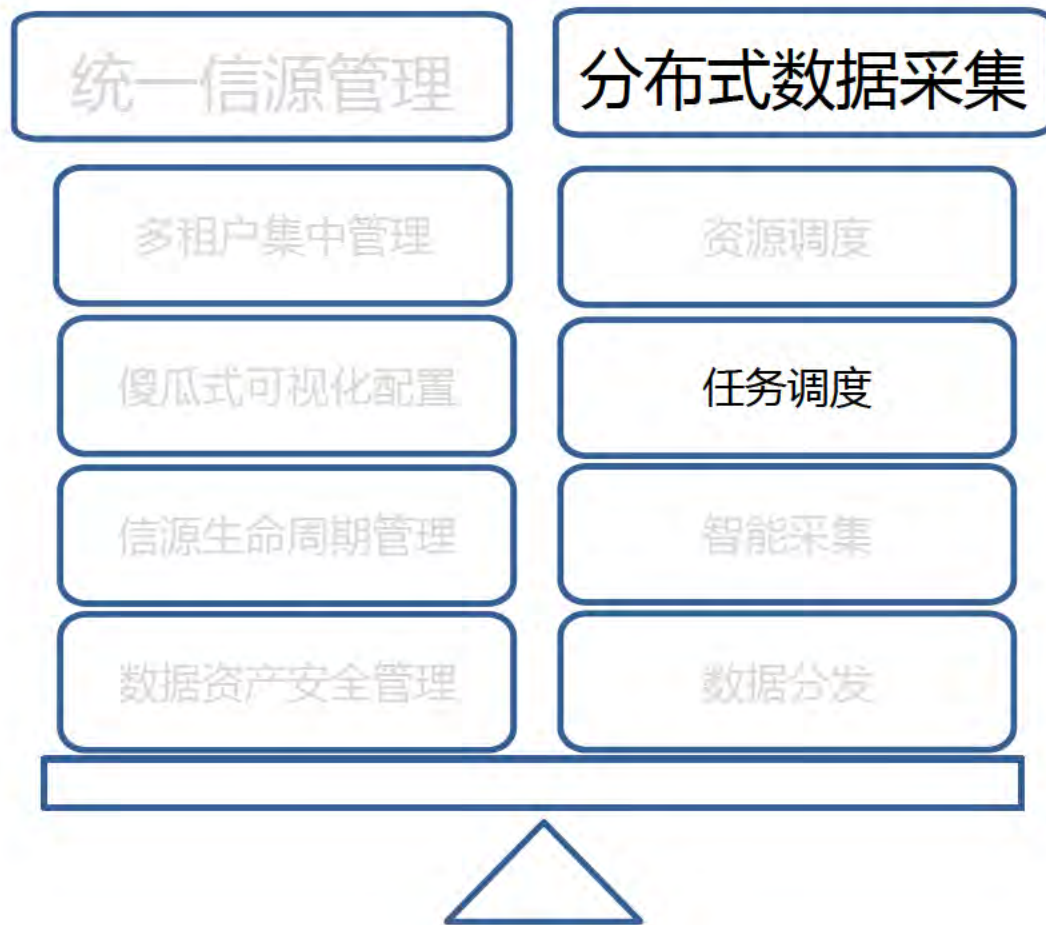 统一信源管理
分布式数据采集
多租户集中管理
资源调度
傻瓜式可视化配置
任务调度
信源生命周期管理
智能采集
数据资产安全管理
数据分发